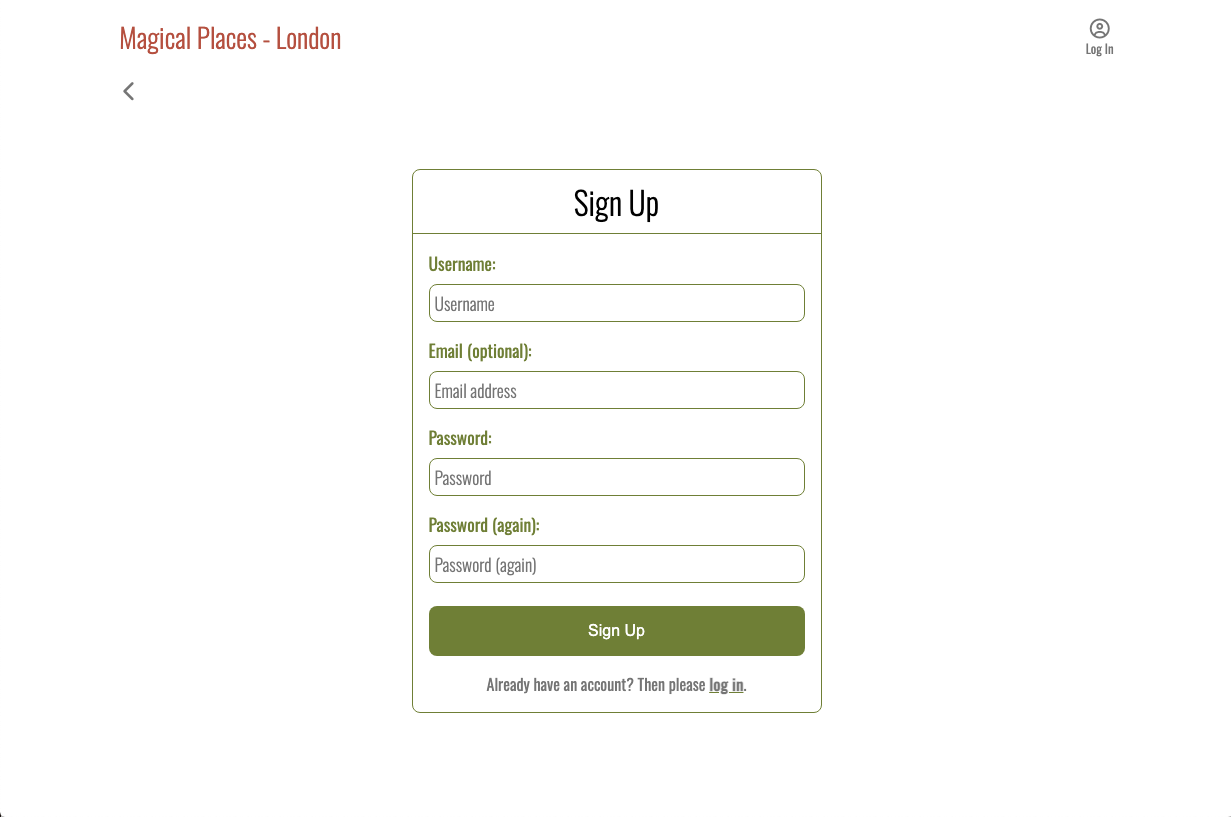 Magical Places - London
Log In
Sign Up
Username:
Username
Email (optional):
Email address
Password:
Password
Password (again):
Password (again)
Sign Up
Already have an account? Then please log in.